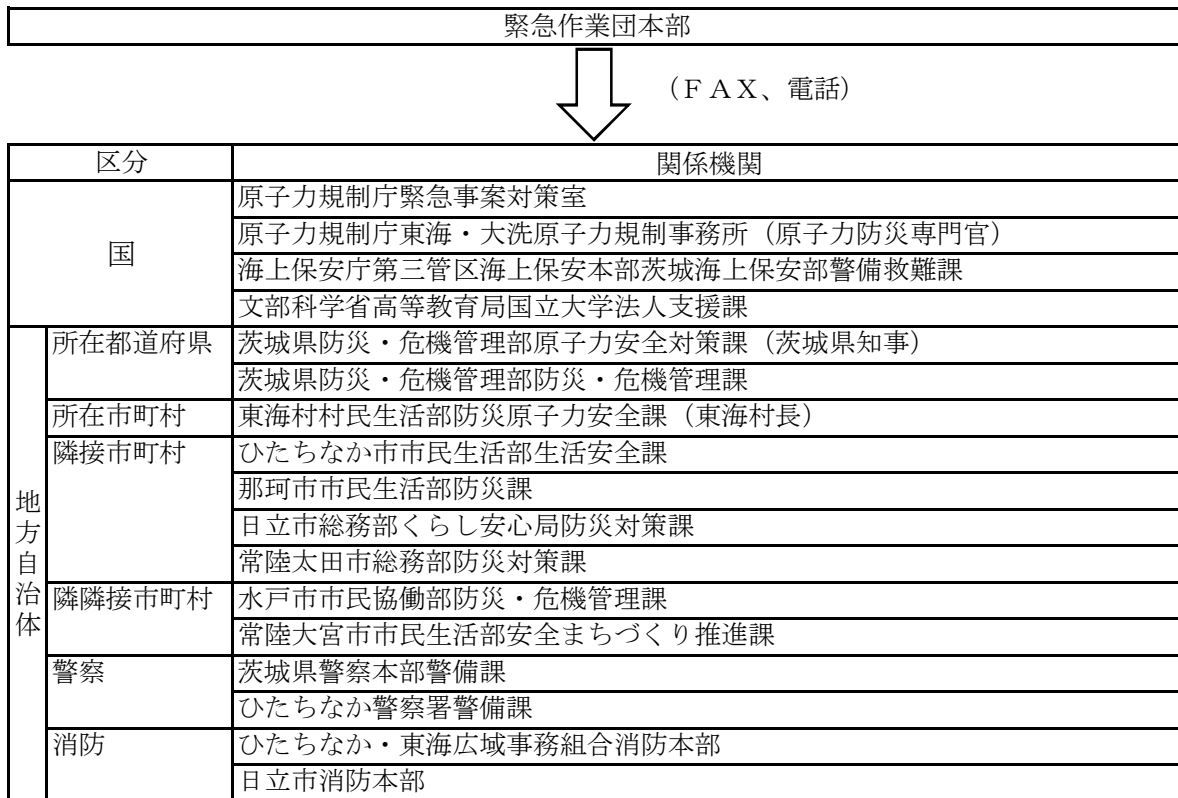 緊急作業団本部
（ＦＡＸ、電話）
区分 関係機関
国
原子力規制庁緊急事案対策室
原子力規制庁東海・大洗原子力規制事務所（原子力防災専門官）
海上保安庁第三管区海上保安本部茨城海上保安部警備救難課
文部科学省高等教育局国立大学法人支援課
地方自治体
所在都道府県 茨城県防災・危機管理部原子力安全対策課（茨城県知事）
茨城県防災・危機管理部防災・危機管理課
所在市町村 東海村村民生活部防災原子力安全課（東海村長）
隣接市町村 ひたちなか市市民生活部生活安全課
那珂市市民生活部防災課
日立市総務部くらし安心局防災対策課
常陸太田市総務部防災対策課
隣隣接市町村 水戸市市民協働部防災・危機管理課
常陸大宮市市民生活部安全まちづくり推進課
警察 茨城県警察本部警備課
ひたちなか警察署警備課
消防 ひたちなか・東海広域事務組合消防本部
日立市消防本部